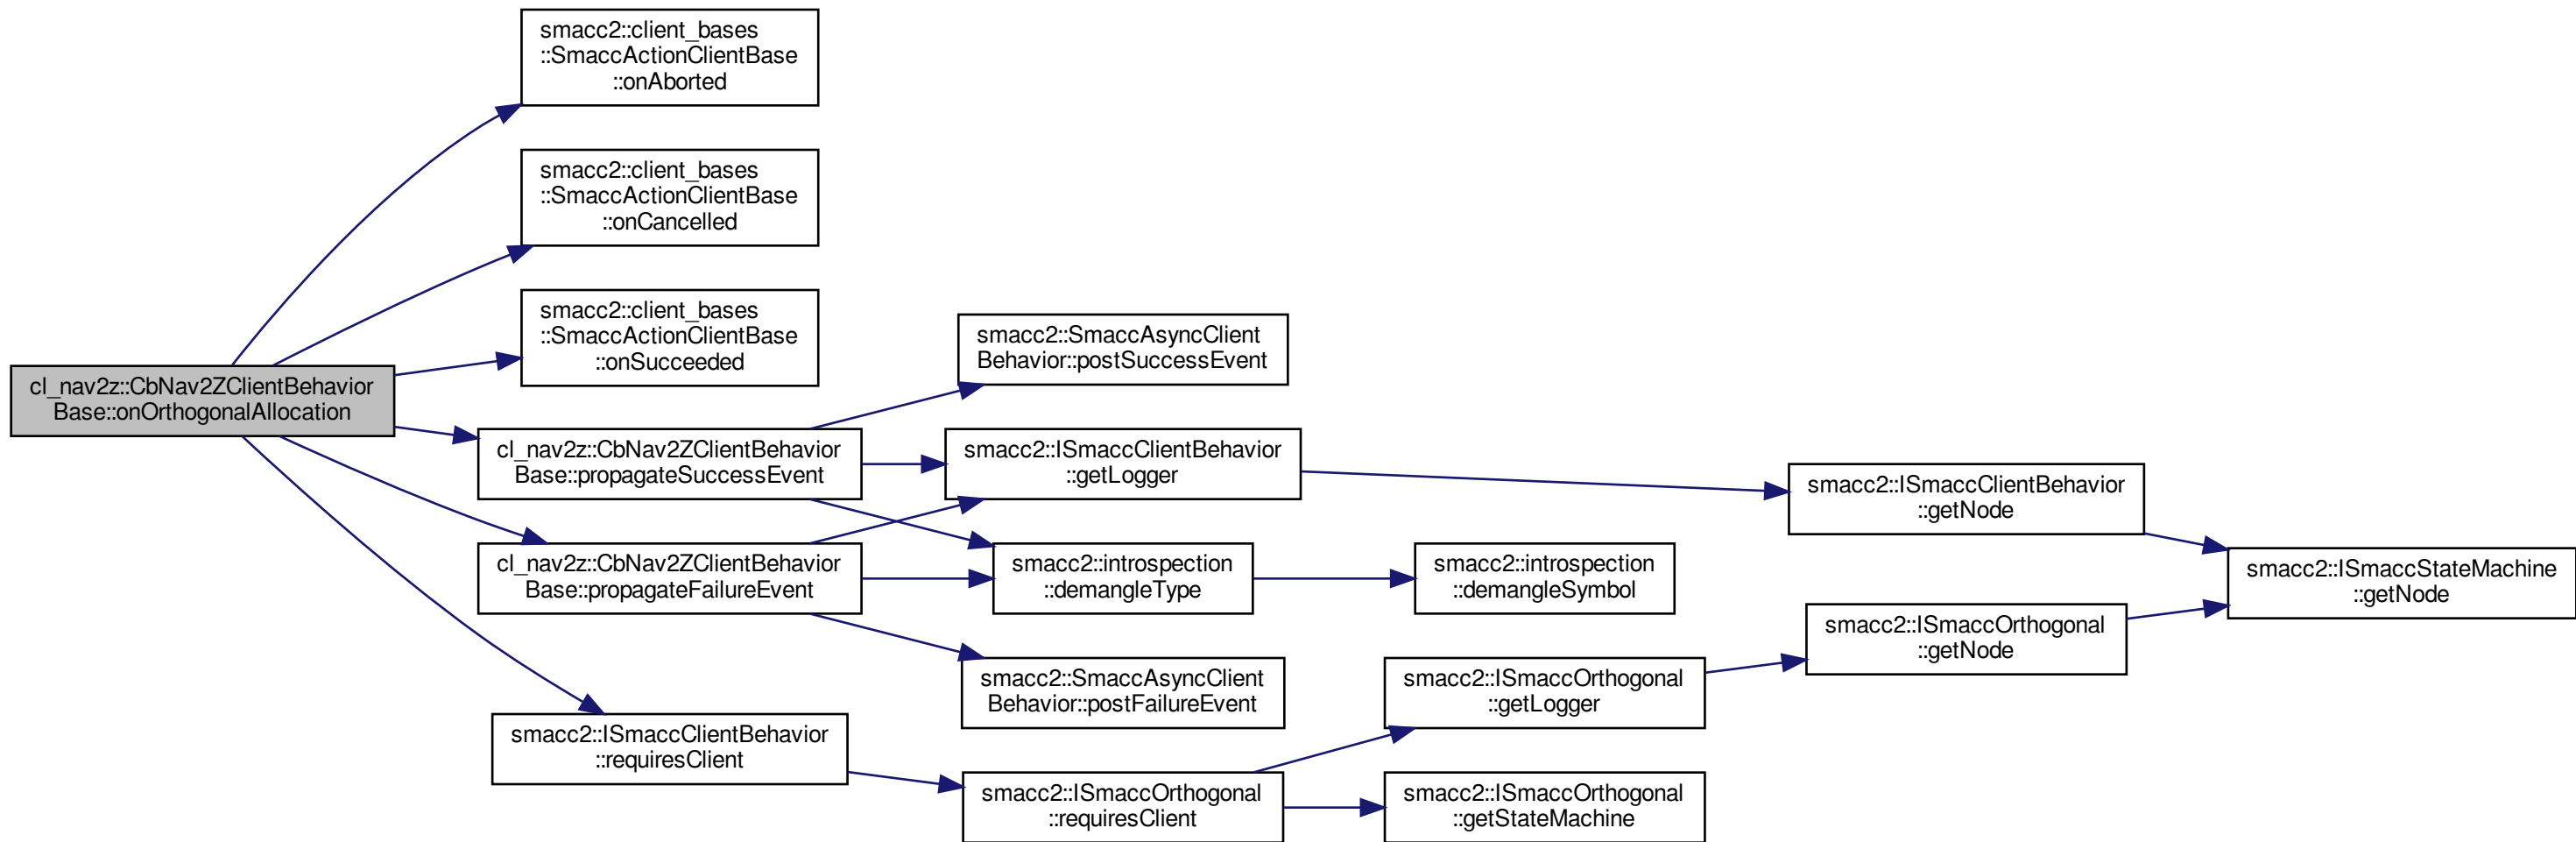 smacc2::client_bases
::SmaccActionClientBase
::onAborted
smacc2::client_bases
::SmaccActionClientBase
::onCancelled
smacc2::client_bases
::SmaccActionClientBase
::onSucceeded
cl_nav2z::CbNav2ZClientBehavior
Base::onOrthogonalAllocation
smacc2::SmaccAsyncClient
Behavior::postSuccessEvent
cl_nav2z::CbNav2ZClientBehavior
Base::propagateSuccessEvent
smacc2::ISmaccClientBehavior
::getLogger
smacc2::ISmaccClientBehavior
::getNode
cl_nav2z::CbNav2ZClientBehavior
Base::propagateFailureEvent
smacc2::introspection
::demangleType
smacc2::introspection
::demangleSymbol
smacc2::ISmaccStateMachine
::getNode
smacc2::ISmaccOrthogonal
::getNode
smacc2::SmaccAsyncClient
Behavior::postFailureEvent
smacc2::ISmaccOrthogonal
::getLogger
smacc2::ISmaccClientBehavior
::requiresClient
smacc2::ISmaccOrthogonal
::requiresClient
smacc2::ISmaccOrthogonal
::getStateMachine